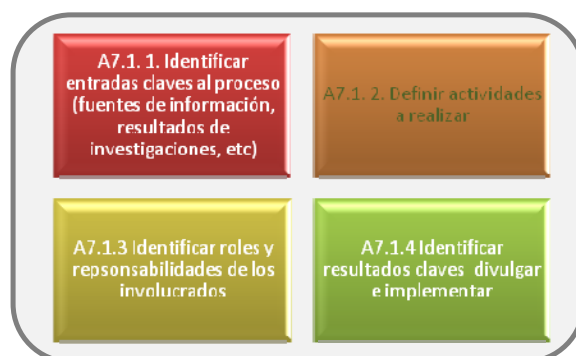 A7.1. 1. Identificar
entradas claves al proceso
(fuentes de información,
resultados de
investigaciones, etc)
A7.1. 2. Definir actividades
a realizar
A7.1.3 Identificar roles y
repsonsabilidades de los
involucrados
A7.1.4 Identificar
resultados claves  divulgar
e implementar